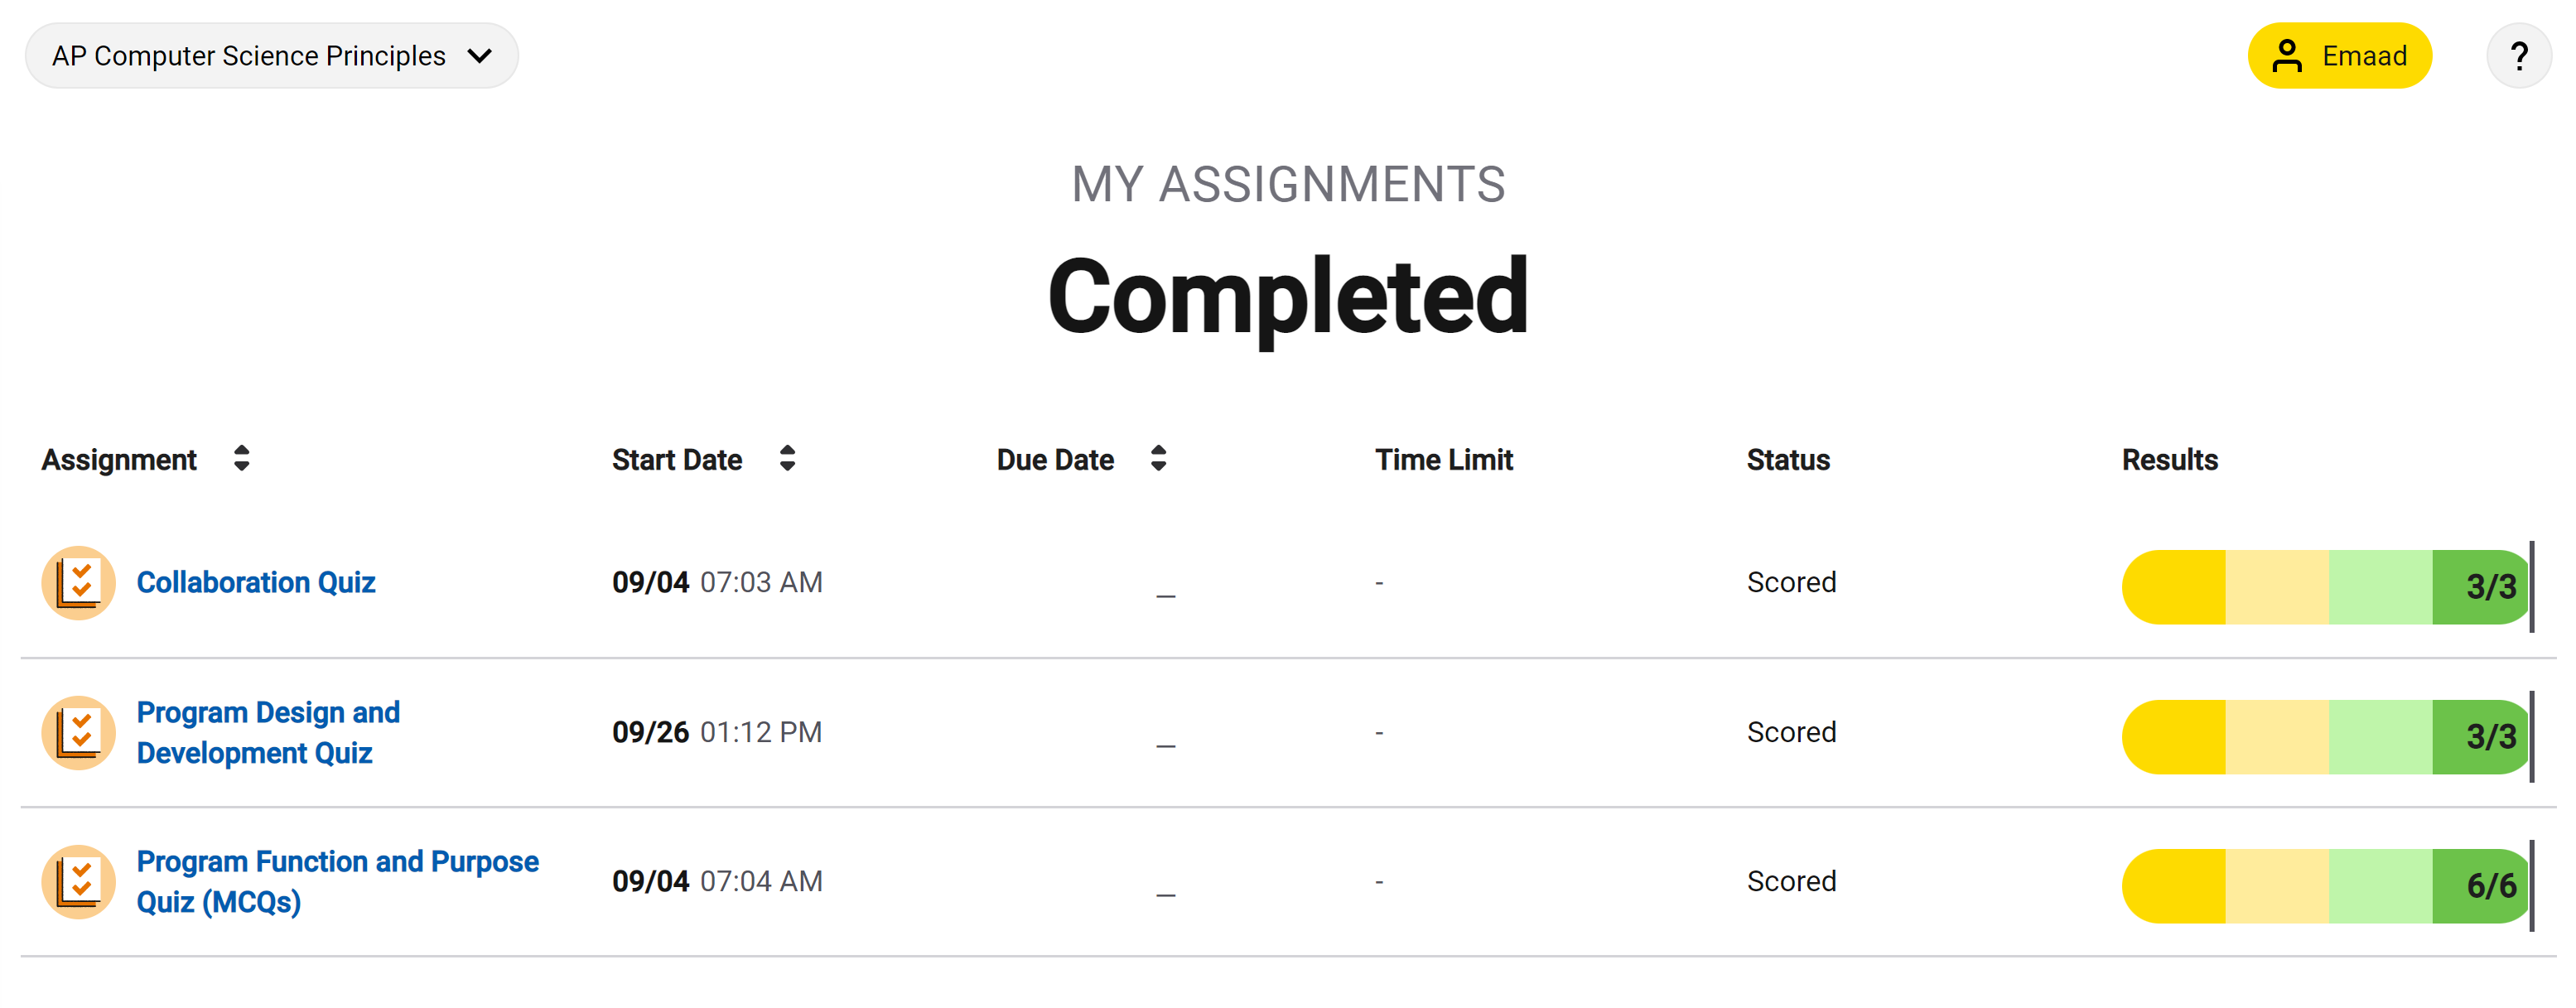 AP Computer Science Principles
Emaad
?
MY ASSIGNMENTS
Completed
Assignment Start Date Due Date Time Limit Status Results
Collaboration Quiz 09/04 07:03 AM _ - Scored 3/3
Program Design and
Development Quiz 09/26 01:12 PM _ - Scored 3/3
Program Function and Purpose
Quiz (MCQs) 09/04 07:04 AM _ - Scored 6/6